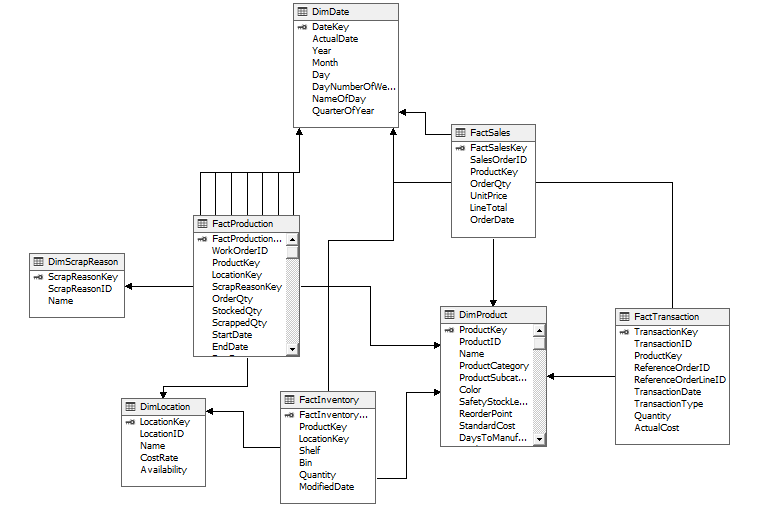 DimDate
DateKey
ActualDate
Year
Month
Day
DayNumberOfWe...
NameOfDay
QuarterOfYear
FactSales
FactSalesKey
SalesOrderID
ProductKey
OrderQty
UnitPrice
LineTotal
OrderDate
FactProduction
FactProduction...
WorkOrderID
ProductKey
LocationKey
ScrapReasonKey
OrderQty
StockedQty
ScrappedQty
StartDate
EndDate
DimScrapReason
ScrapReasonKey
ScrapReasonID
Name
DimProduct
ProductKey
ProductID
Name
ProductCategory
ProductSubcat...
Color
SafetyStockLe...
ReorderPoint
StandardCost
DaysToManuf...
FactTransaction
TransactionKey
TransactionID
ProductKey
ReferenceOrderID
ReferenceOrderLineID
TransactionDate
TransactionType
Quantity
ActualCost
DimLocation
LocationKey
LocationID
Name
CostRate
Availability
FactInventory
FactInventory...
ProductKey
LocationKey
Shelf
Bin
Quantity
ModifiedDate